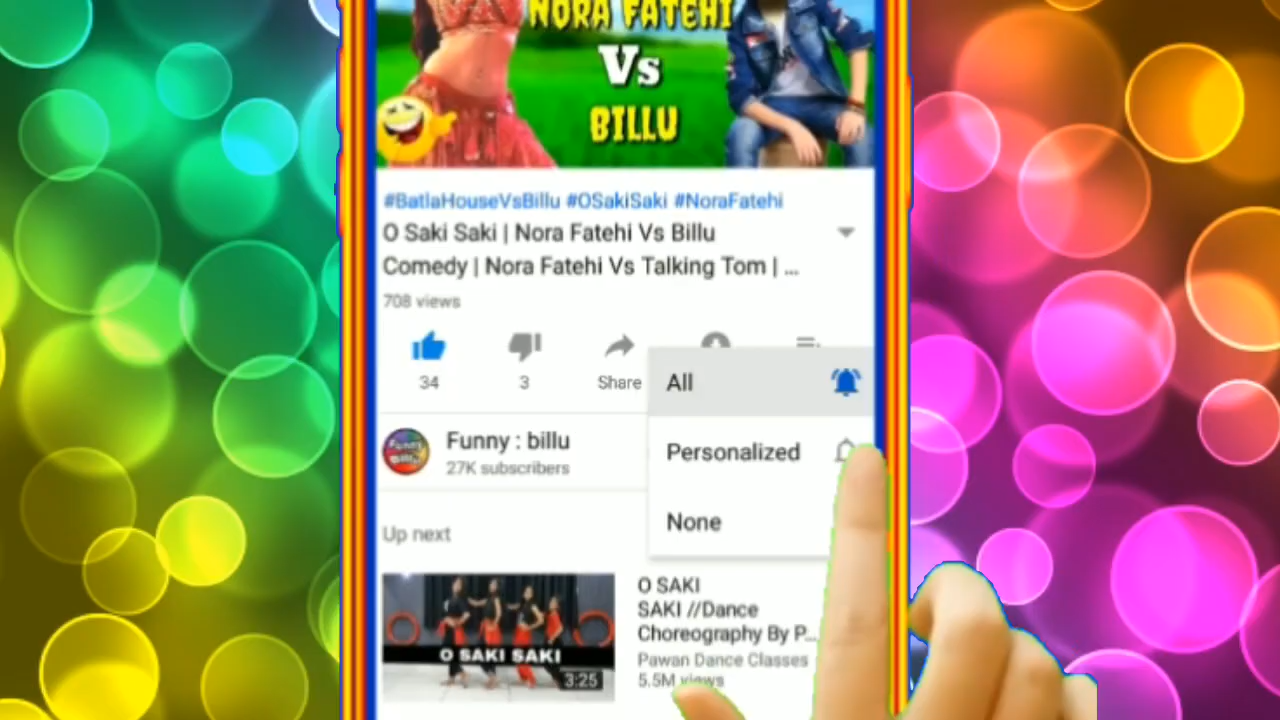 NORA FATEHI
Vs
BILLU
#BatlaHouseVsBillu #OSakiSaki #NoraFatehi
O Saki Saki | Nora Fatehi Vs Billu
Comedy | Nora Fatehi Vs Talking Tom | ...
708 views
34
3
Share
All
Personalized
None
Funny : billu
27K subscribers
Funny
Billu
Up next
O SAKI SAKI
3:25
O SAKI
SAKI //Dance
Choreography By P...
Pawan Dance Classes
5.5M views